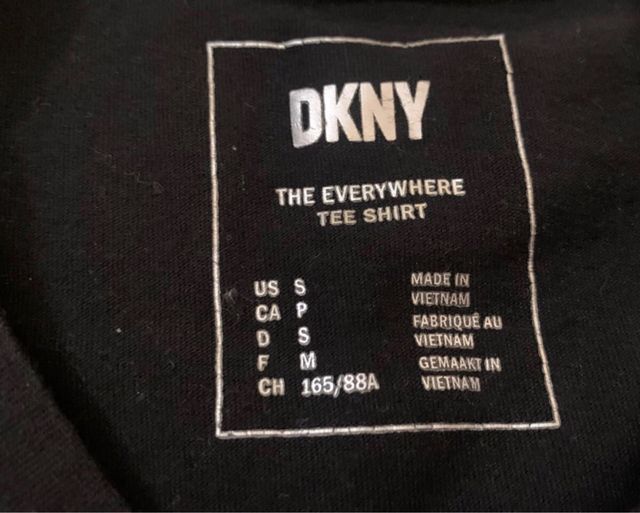 DKNY
THE EVERYWHERE
TEE SHIRT
US S
CA P
D S
F M
CH 165/88A
MADE IN
VIETNAM
FABRIQUÉ AU
VIETNAM
GEMAAKT IN
VIETNAM